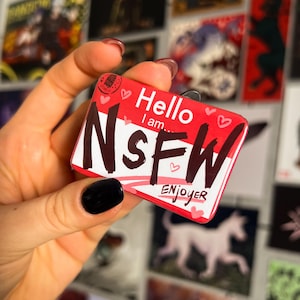 Hello
I am...
NSFW
ENJOYER